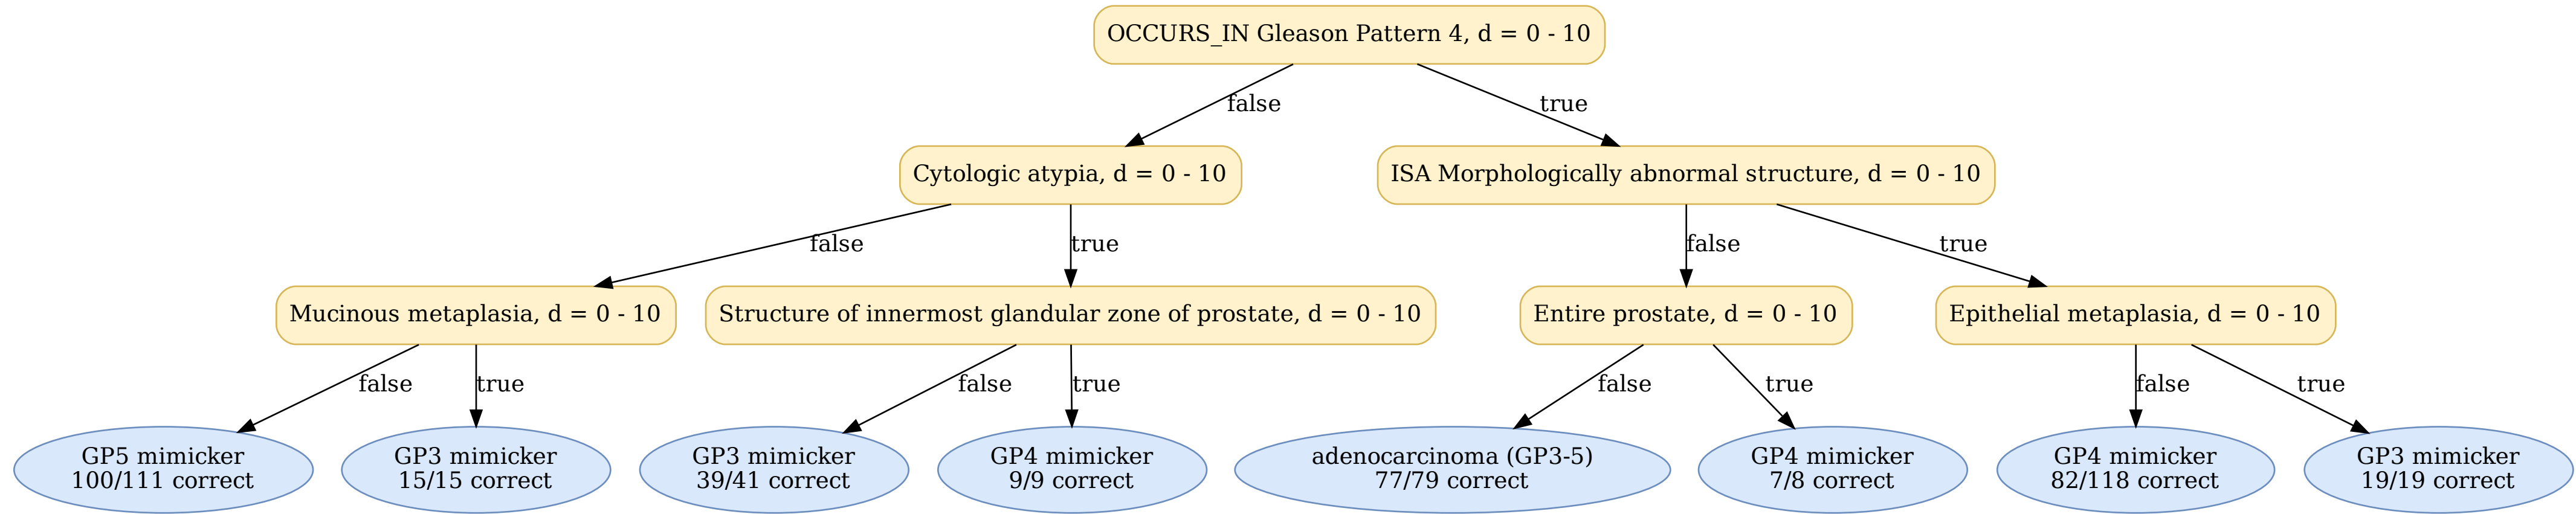 OCCURS_IN Gleason Pattern 4, d = 0 - 10
false
true
Cytologic atypia, d = 0 - 10
ISA Morphologically abnormal structure, d = 0 - 10
false
true
false
true
Mucinous metaplasia, d = 0 - 10
Structure of innermost glandular zone of prostate, d = 0 - 10
Entire prostate, d = 0 - 10
Epithelial metaplasia, d = 0 - 10
false
true
false
true
false
true
false
true
GP5 mimicker
100/111 correct
GP3 mimicker
15/15 correct
GP3 mimicker
39/41 correct
GP4 mimicker
9/9 correct
adenocarcinoma (GP3-5)
77/79 correct
GP4 mimicker
7/8 correct
GP4 mimicker
82/118 correct
GP3 mimicker
19/19 correct